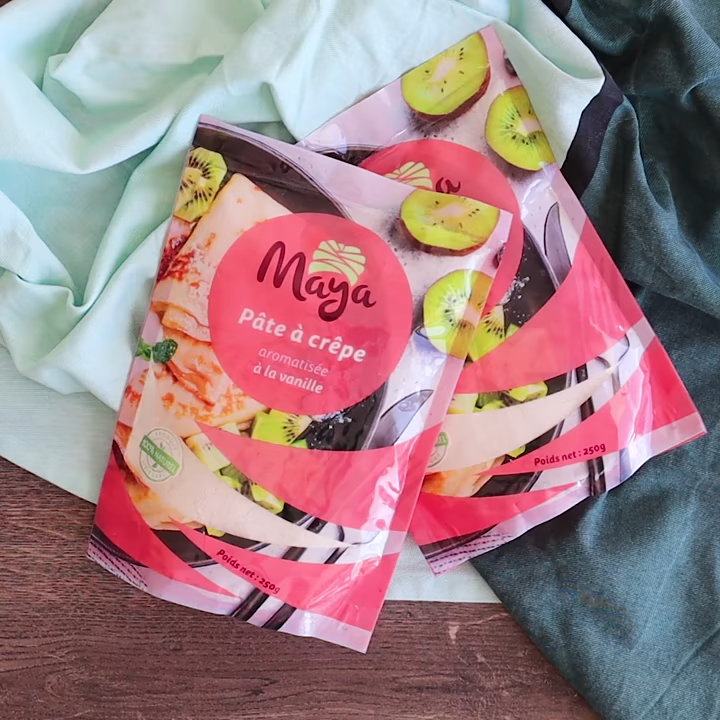 Maya
Pâte à crêpe
aromatisée
à la vanille
Poids net : 250g
Poids net : 250g